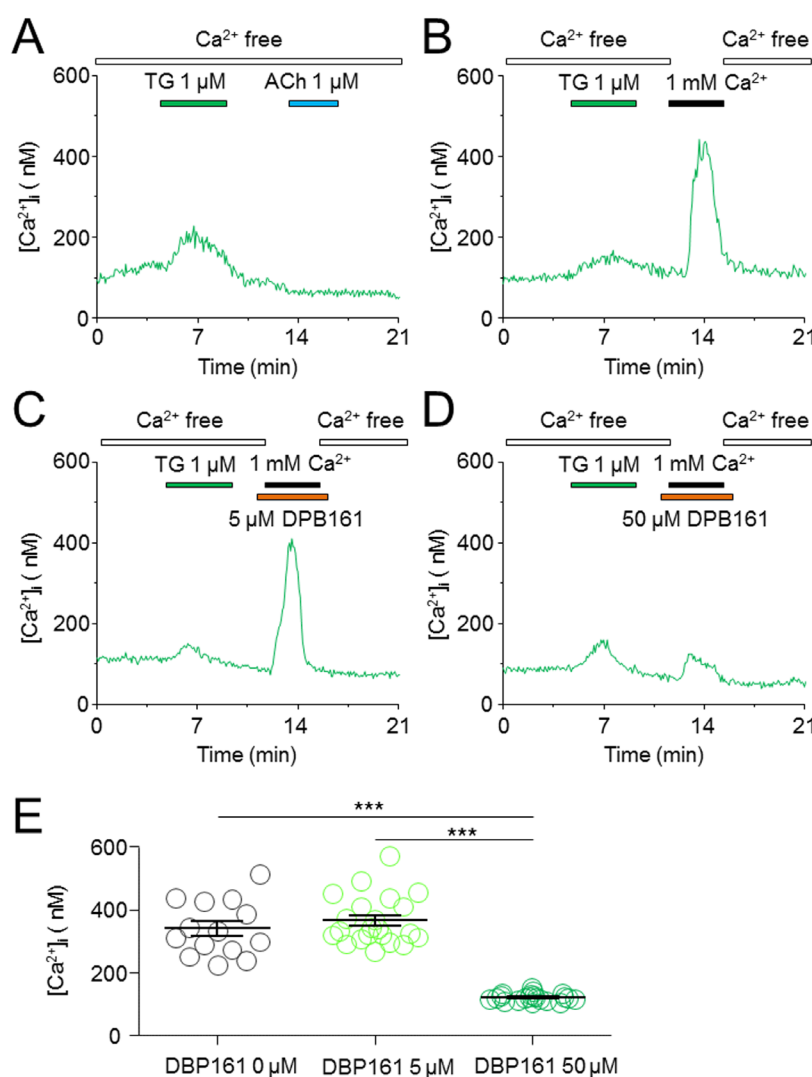 A
Ca²⁺ free
TG 1 µM
ACh 1 µM
[Ca²⁺]ᵢ ( nM)
600
400
200
0
0 7 14 21
Time (min)
B
Ca²⁺ free
Ca²⁺ free
TG 1 µM
1 mM Ca²⁺
[Ca²⁺]ᵢ ( nM)
600
400
200
0
0 7 14 21
Time (min)
C
Ca²⁺ free
Ca²⁺ free
TG 1 µM
1 mM Ca²⁺
5 µM DPB161
[Ca²⁺]ᵢ ( nM)
600
400
200
0
0 7 14 21
Time (min)
D
Ca²⁺ free
Ca²⁺ free
TG 1 µM
1 mM Ca²⁺
50 µM DPB161
[Ca²⁺]ᵢ ( nM)
600
400
200
0
0 7 14 21
Time (min)
E
***
***
[Ca²⁺]ᵢ ( nM)
600
400
200
0
DBP161 0 µM DBP161 5 µM DBP161 50 µM